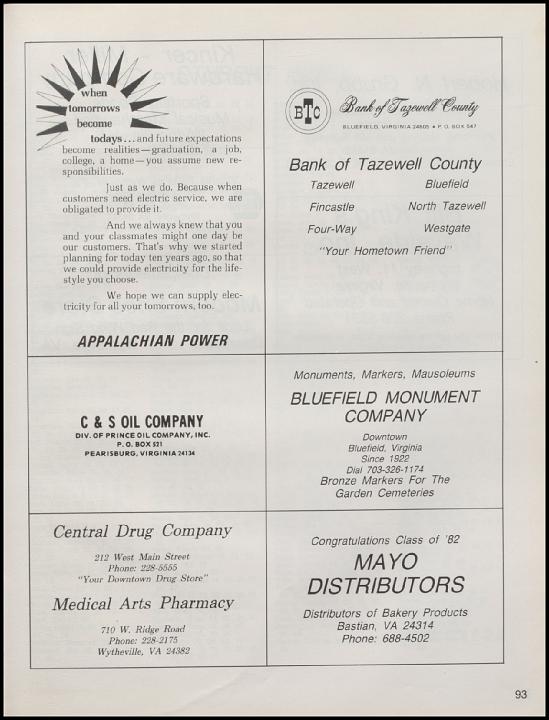 when
tomorrows
become
todays... and future expectations
become realities—graduation, a job,
college, a home—you assume new re-
sponsibilities.
Just as we do. Because when
customers need electric service, we are
obligated to provide it.
And we always knew that you
and your classmates might one day be
our customers. That's why we started
planning for today ten years ago, so that
we could provide electricity for the life-
style you choose.
We hope we can supply elec-
tricity for all your tomorrows, too.
APPALACHIAN POWER
BTC
Bank of Tazewell County
BLUEFIELD, VIRGINIA 24605 • P. O. BOX 547
Bank of Tazewell County
Tazewell Bluefield
Fincastle North Tazewell
Four-Way Westgate
"Your Hometown Friend"
C & S OIL COMPANY
DIV. OF PRINCE OIL COMPANY, INC.
P. O. BOX 521
PEARISBURG, VIRGINIA 24134
Monuments, Markers, Mausoleums
BLUEFIELD MONUMENT
COMPANY
Downtown
Bluefield, Virginia
Since 1922
Dial 703-326-1174
Bronze Markers For The
Garden Cemeteries
Central Drug Company
212 West Main Street
Phone: 228-5555
"Your Downtown Drug Store"
Medical Arts Pharmacy
710 W. Ridge Road
Phone: 228-2175
Wytheville, VA 24382
Congratulations Class of '82
MAYO
DISTRIBUTORS
Distributors of Bakery Products
Bastian, VA 24314
Phone: 688-4502
93